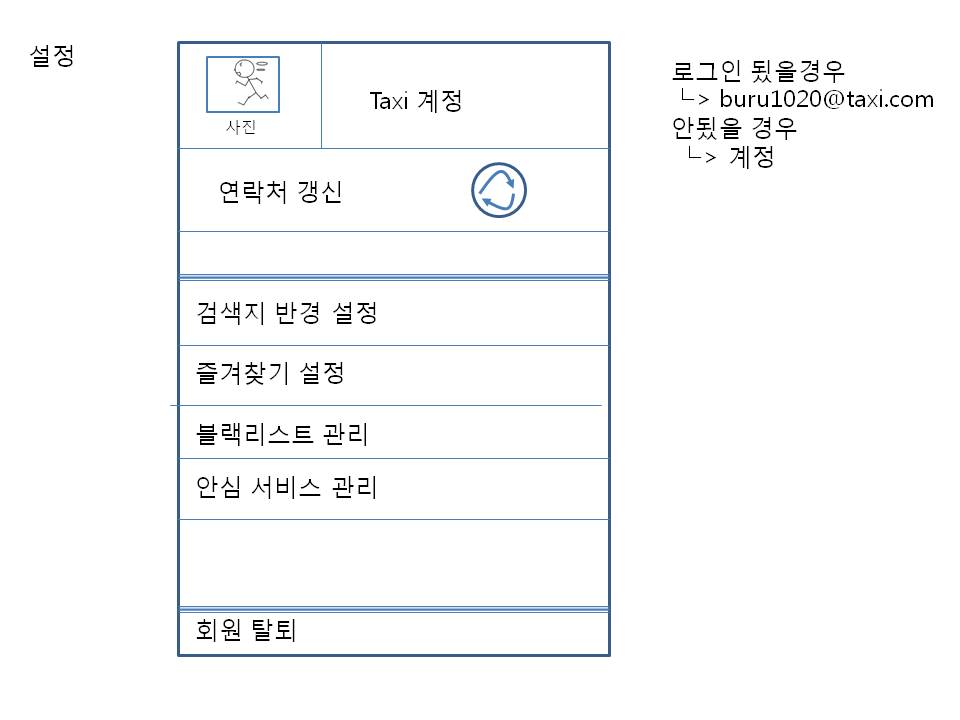 설정
사진
Taxi 계정
연락처 갱신
검색지 반경 설정
즐겨찾기 설정
블랙리스트 관리
안심 서비스 관리
회원 탈퇴
로그인 됬을경우
└> buru1020@taxi.com
안됬을 경우
└> 계정